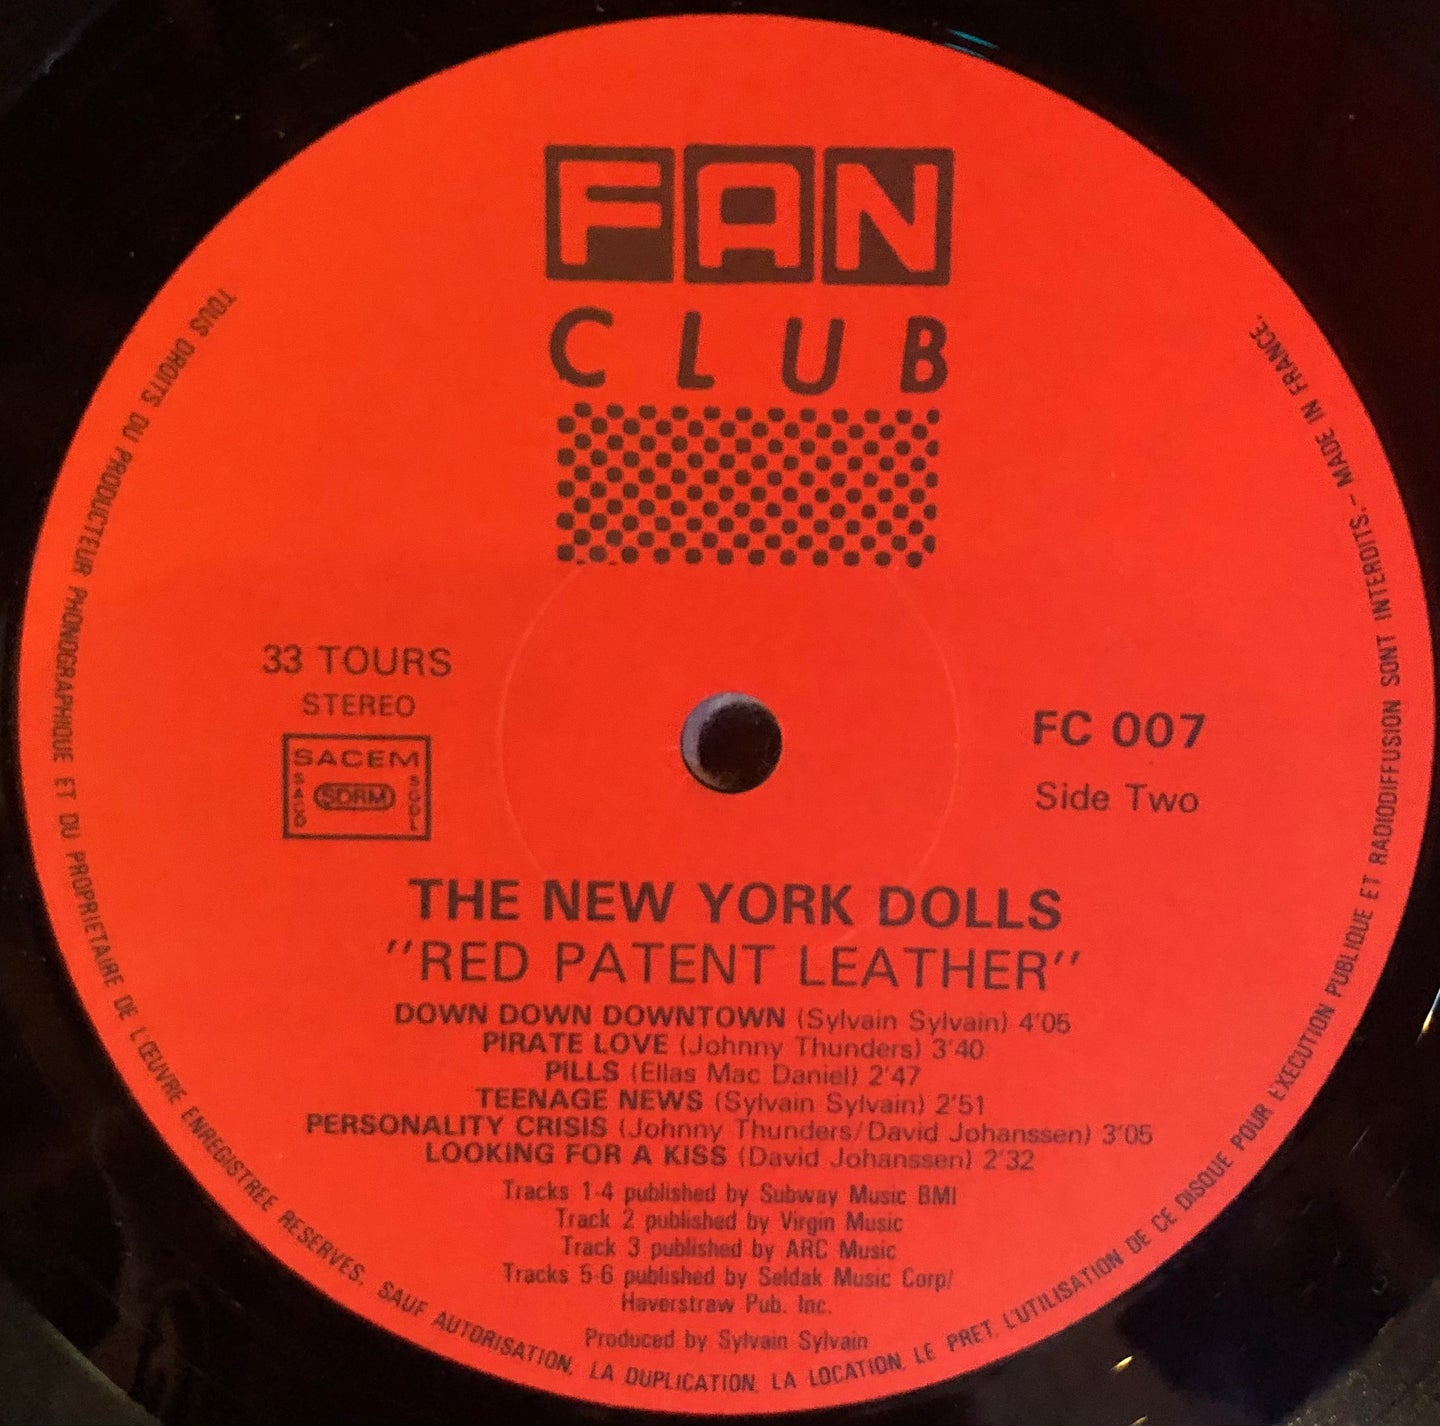 FAN
CLUB
33 TOURS
STEREO
SACEM
SACD
SDRM
SGDL
FC 007
Side Two
THE NEW YORK DOLLS
"RED PATENT LEATHER"
DOWN DOWN DOWNTOWN (Sylvain Sylvain) 4'05
PIRATE LOVE (Johnny Thunders) 3'40
PILLS (Ellas Mac Daniel) 2'47
TEENAGE NEWS (Sylvain Sylvain) 2'51
PERSONALITY CRISIS (Johnny Thunders/David Johanssen) 3'05
LOOKING FOR A KISS (David Johanssen) 2'32
Tracks 1-4 published by Subway Music BMI
Track 2 published by Virgin Music
Track 3 published by ARC Music
Tracks 5-6 published by Seldak Music Corp/
Haverstraw Pub. Inc.
Produced by Sylvain Sylvain
TOUS DROITS DU PRODUCTEUR PHONOGRAPHIQUE ET DU PROPRIETAIRE DE L'ŒUVRE ENREGISTREE RESERVES. SAUF AUTORISATION, LA DUPLICATION, LA LOCATION, LE PRET, L'UTILISATION DE CE DISQUE POUR L'EXECUTION PUBLIQUE ET RADIODIFFUSION SONT INTERDITS.- MADE IN FRANCE.